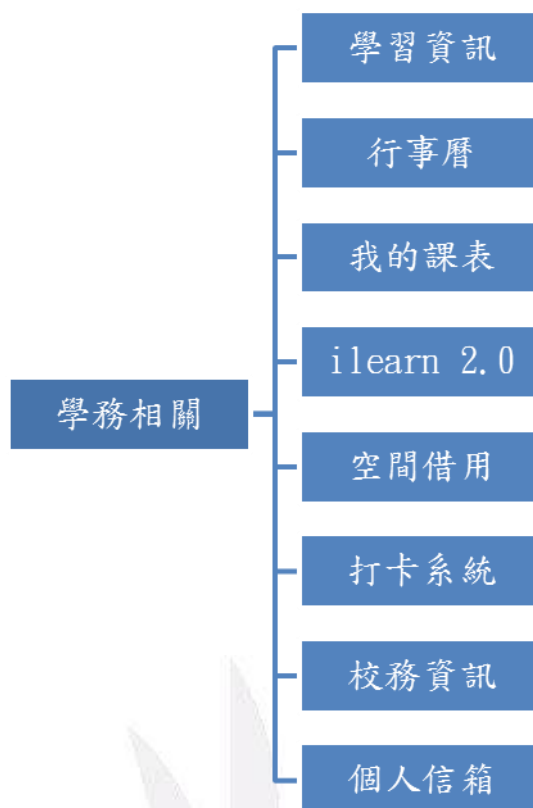 學習資訊
行事曆
我的課表
ilearn 2.0
學務相關
空間借用
打卡系統
校務資訊
個人信箱